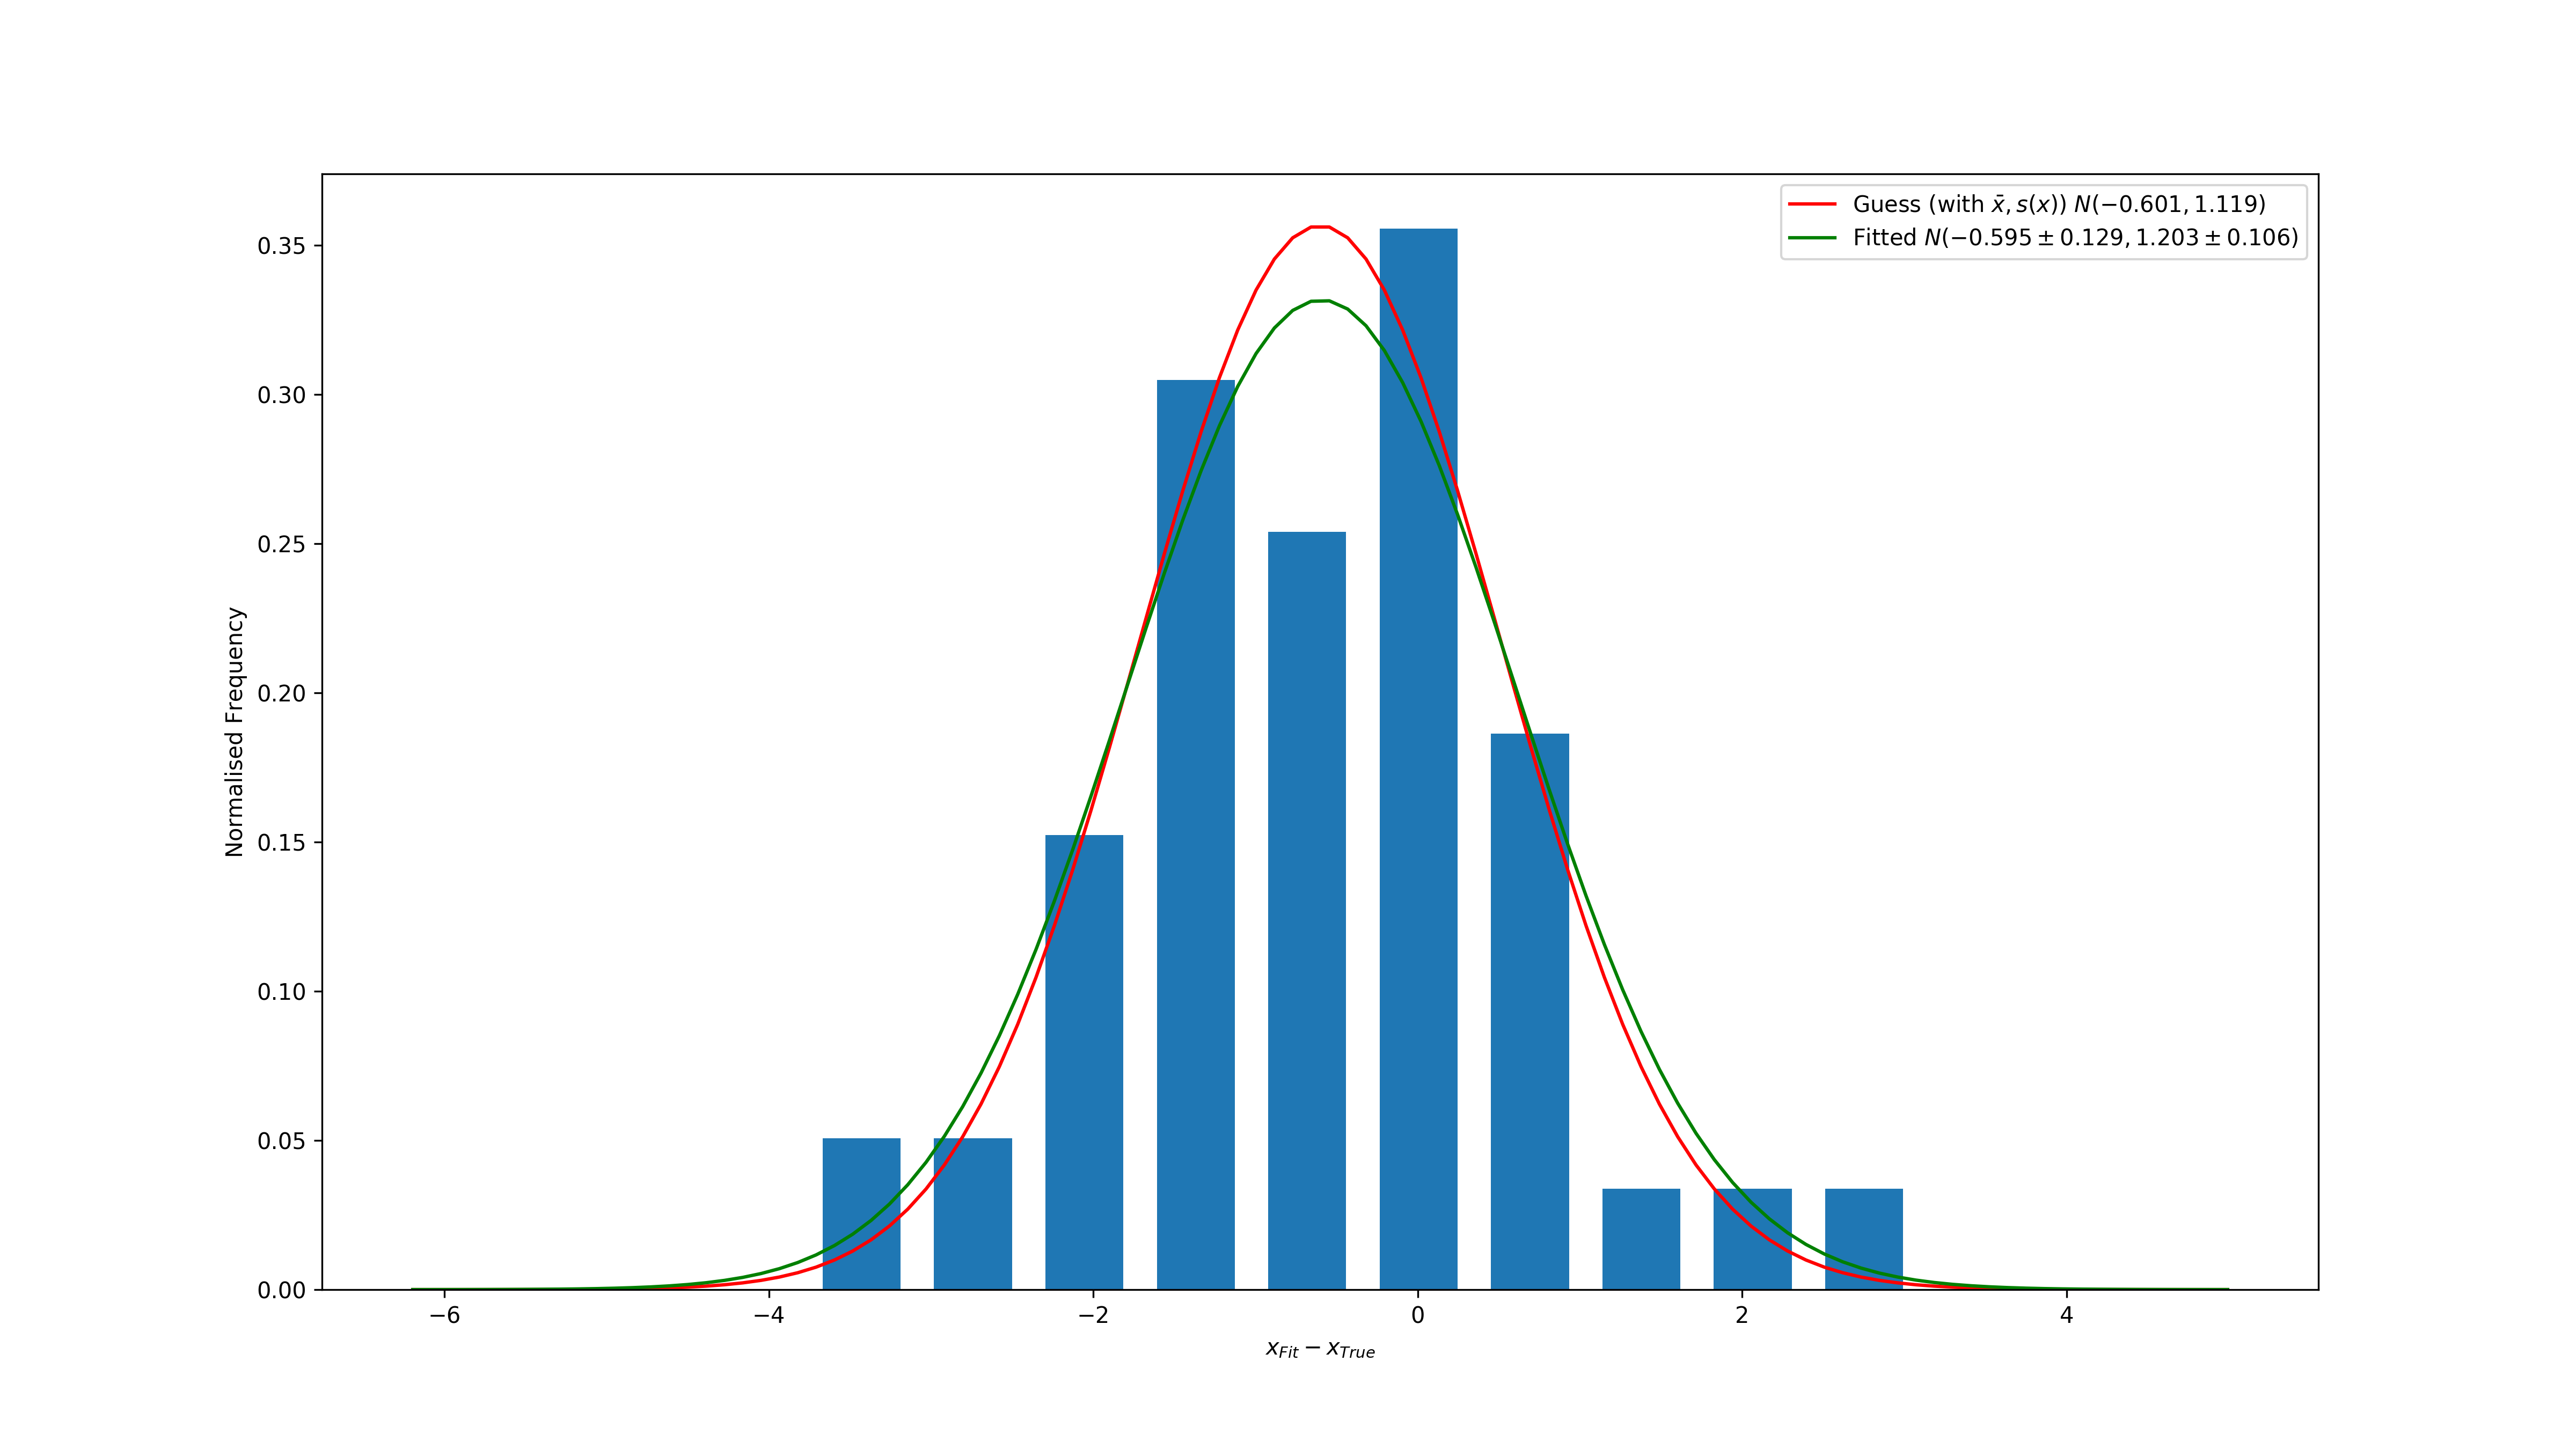 Guess (with x̄, s(x)) N(−0.601, 1.119)
Fitted N(−0.595 ± 0.129, 1.203 ± 0.106)
0.35
0.30
0.25
0.20
0.15
0.10
0.05
0.00
Normalised Frequency
−6 −4 −2 0 2 4
x_Fit − x_True